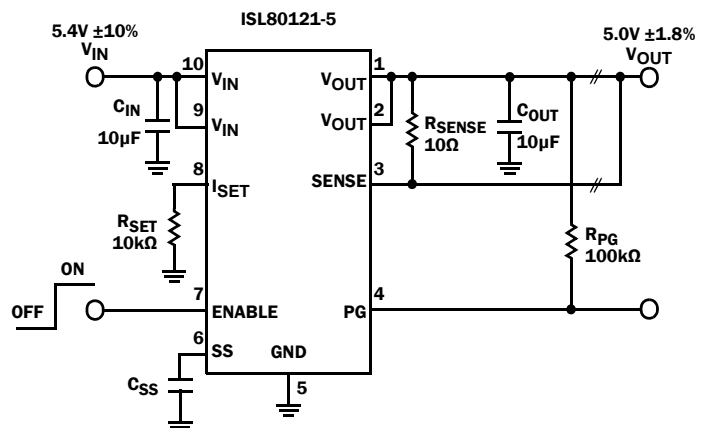 ISL80121-5
5.4V ±10%
VIN
5.0V ±1.8%
VOUT
10
VIN
1
VOUT
CIN
10µF
9
VIN
2
VOUT
RSENSE
10Ω
COUT
10µF
8
ISET
3
SENSE
RSET
10kΩ
RPG
100kΩ
ON
OFF
7
ENABLE
4
PG
6
SS
GND
CSS
5